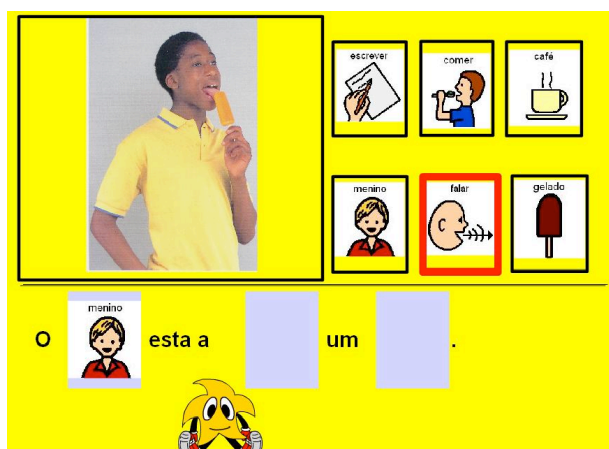 escrever comer café
menino falar gelado
menino
O esta a um .